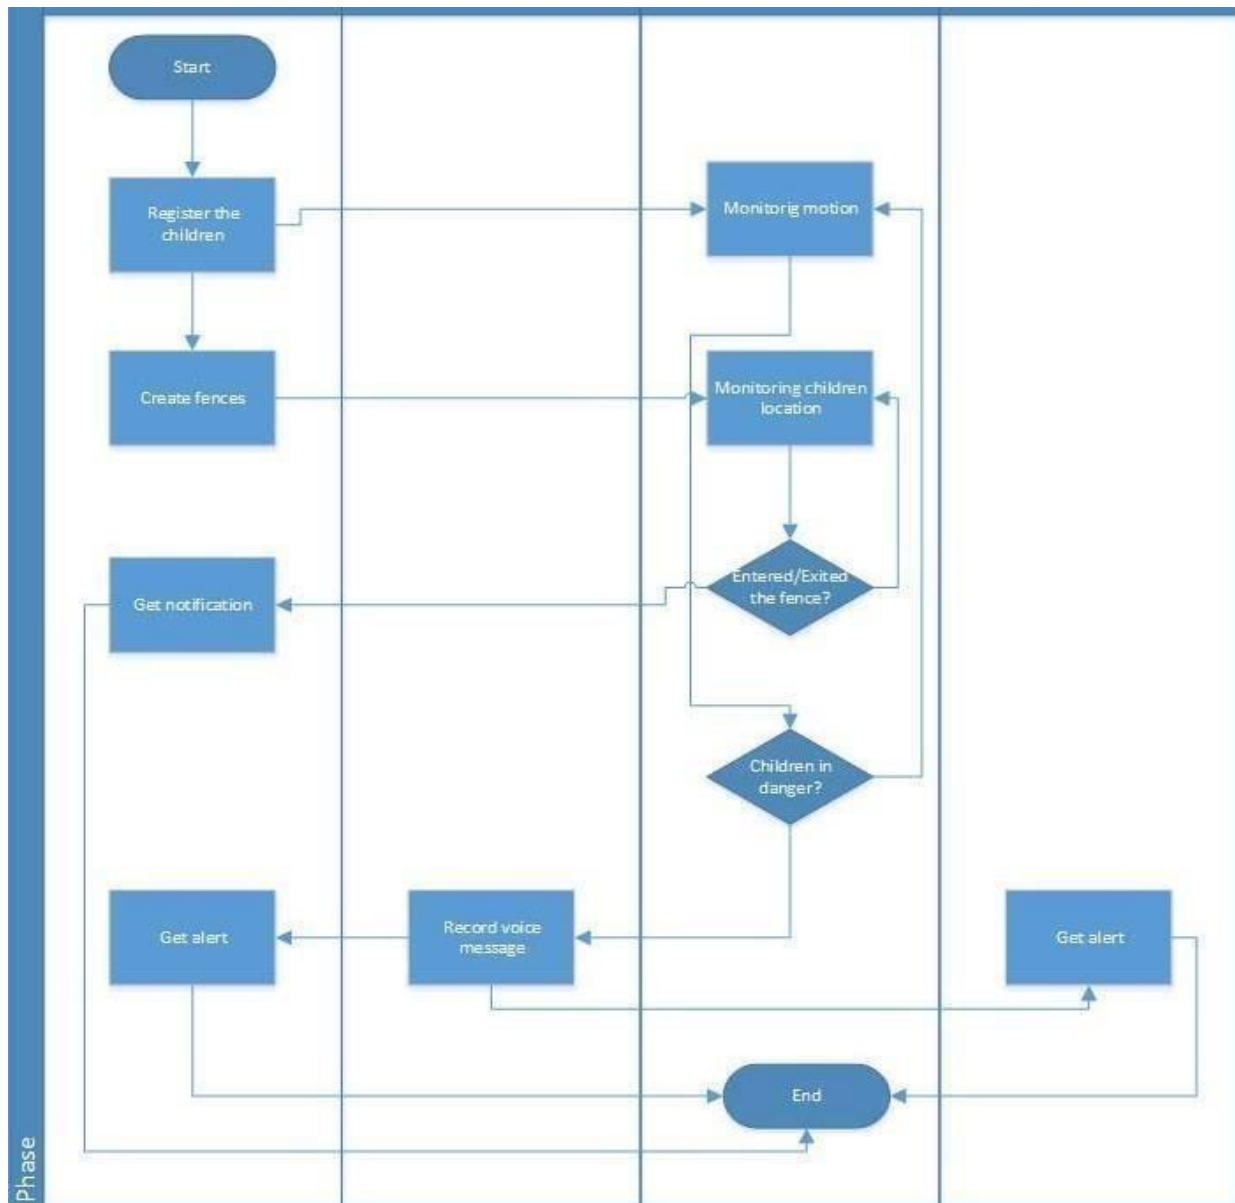 Start
Register the
children
Monitorig motion
Create fences
Monitoring children
location
Get notification
Entered/Exited
the fence?
Children in
danger?
Get alert
Record voice
message
Get alert
End
Phase